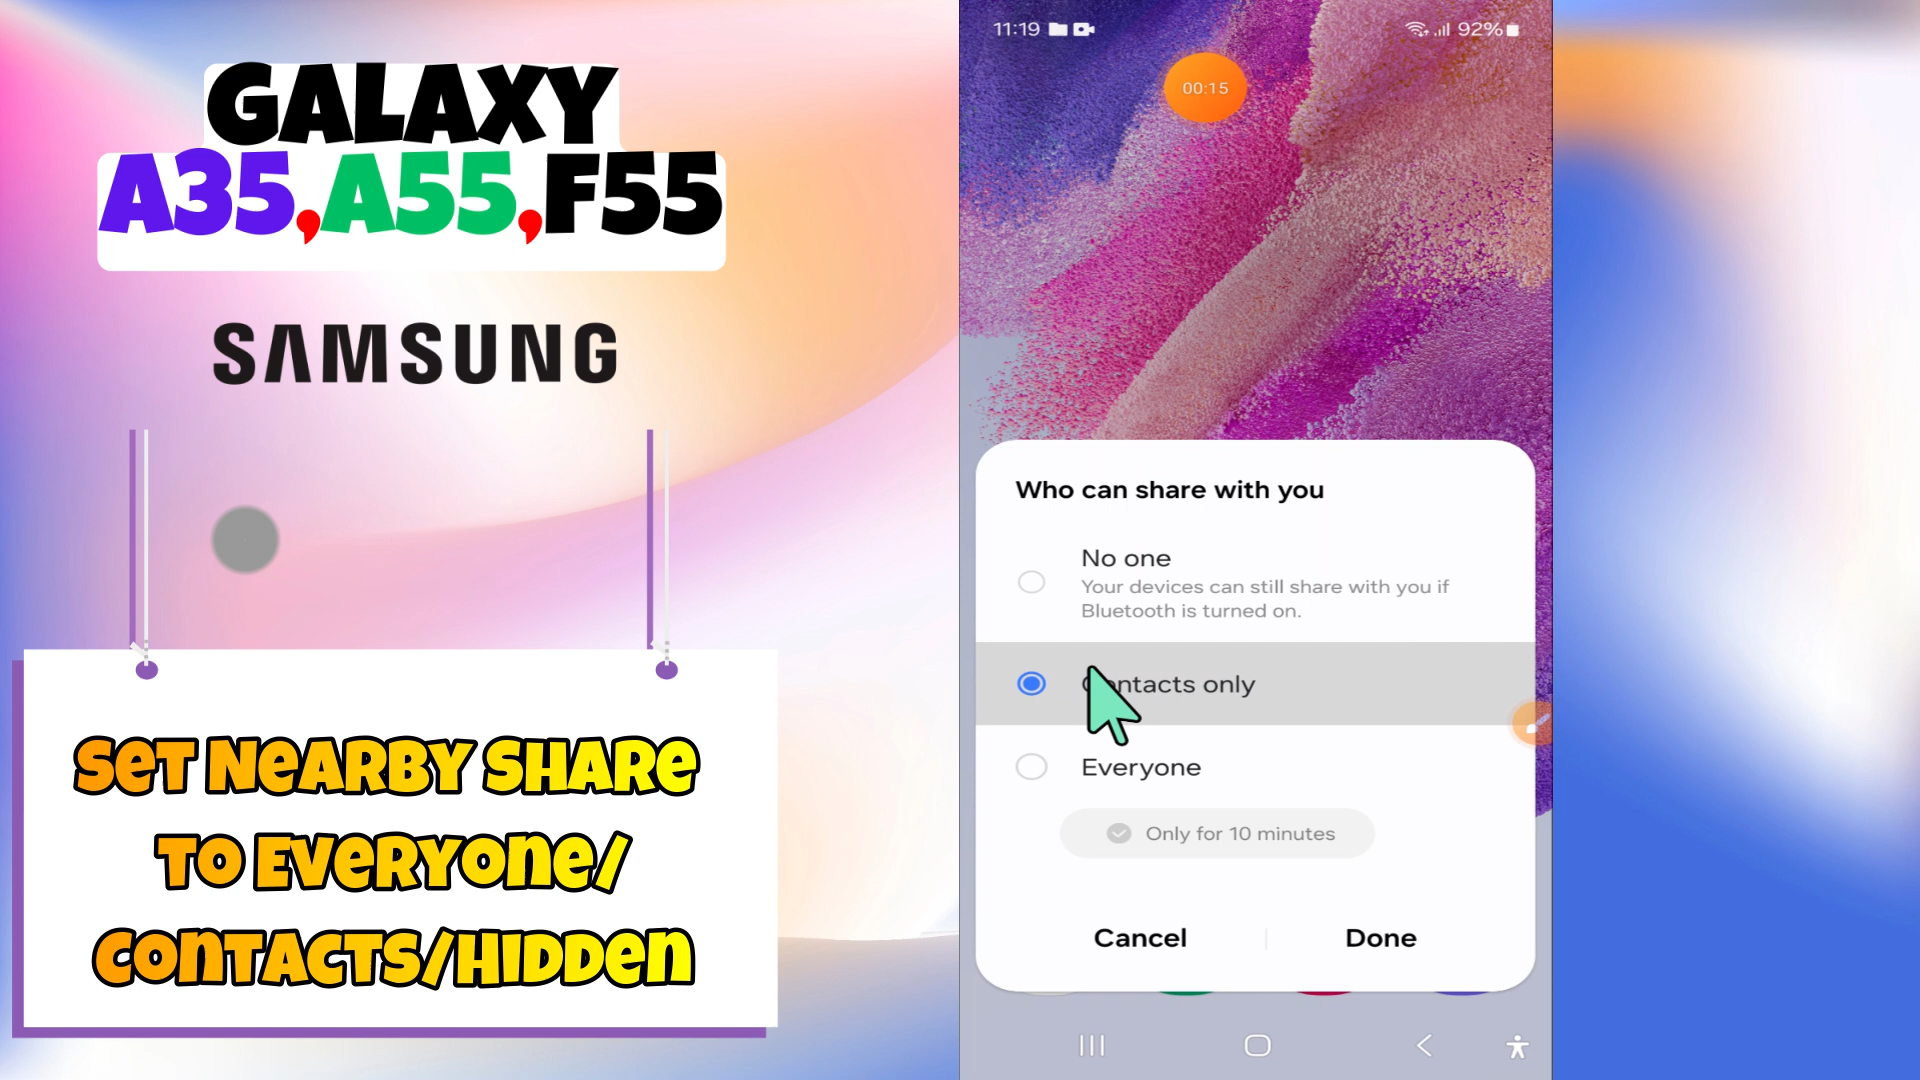 GALAXY
A35,A55,F55
SAMSUNG
SET NEARBY SHARE
TO EVERYONE/
CONTACTS/HIDDEN
11:19
92%
00:15
Who can share with you
No one
Your devices can still share with you if
Bluetooth is turned on.
Contacts only
Everyone
Only for 10 minutes
Cancel
Done